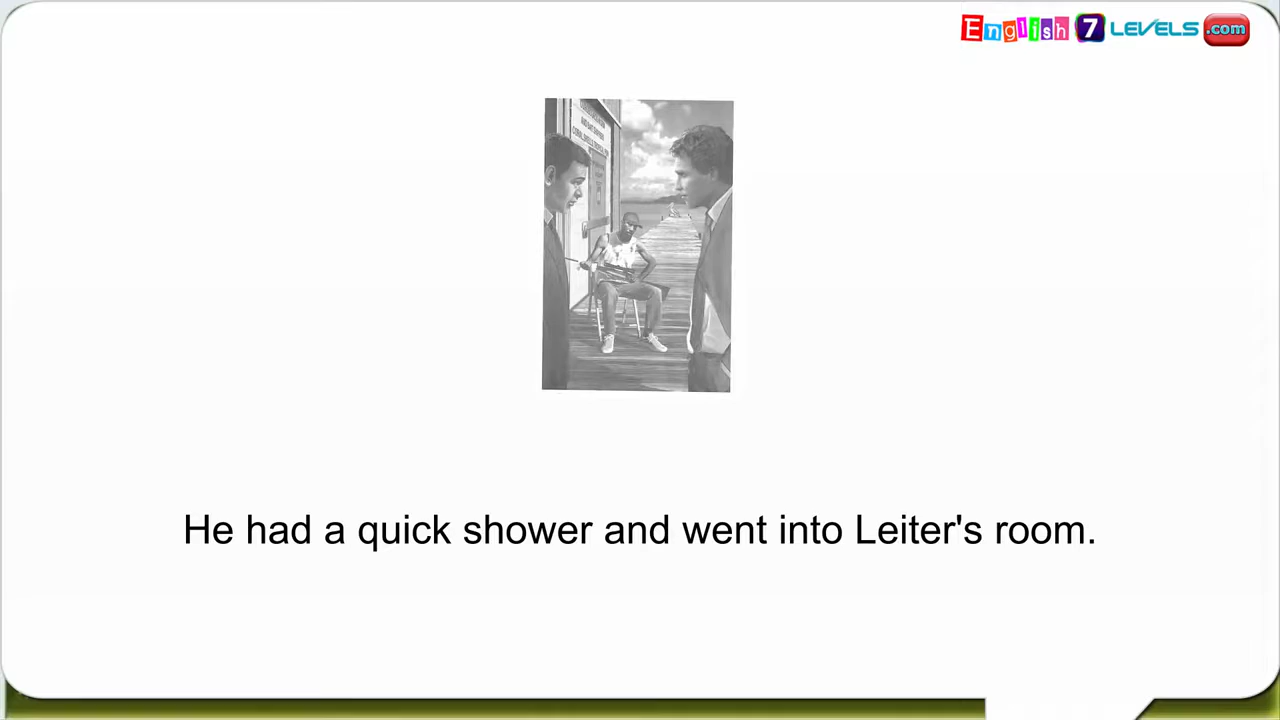 English 7 LEVELS .com
He had a quick shower and went into Leiter's room.